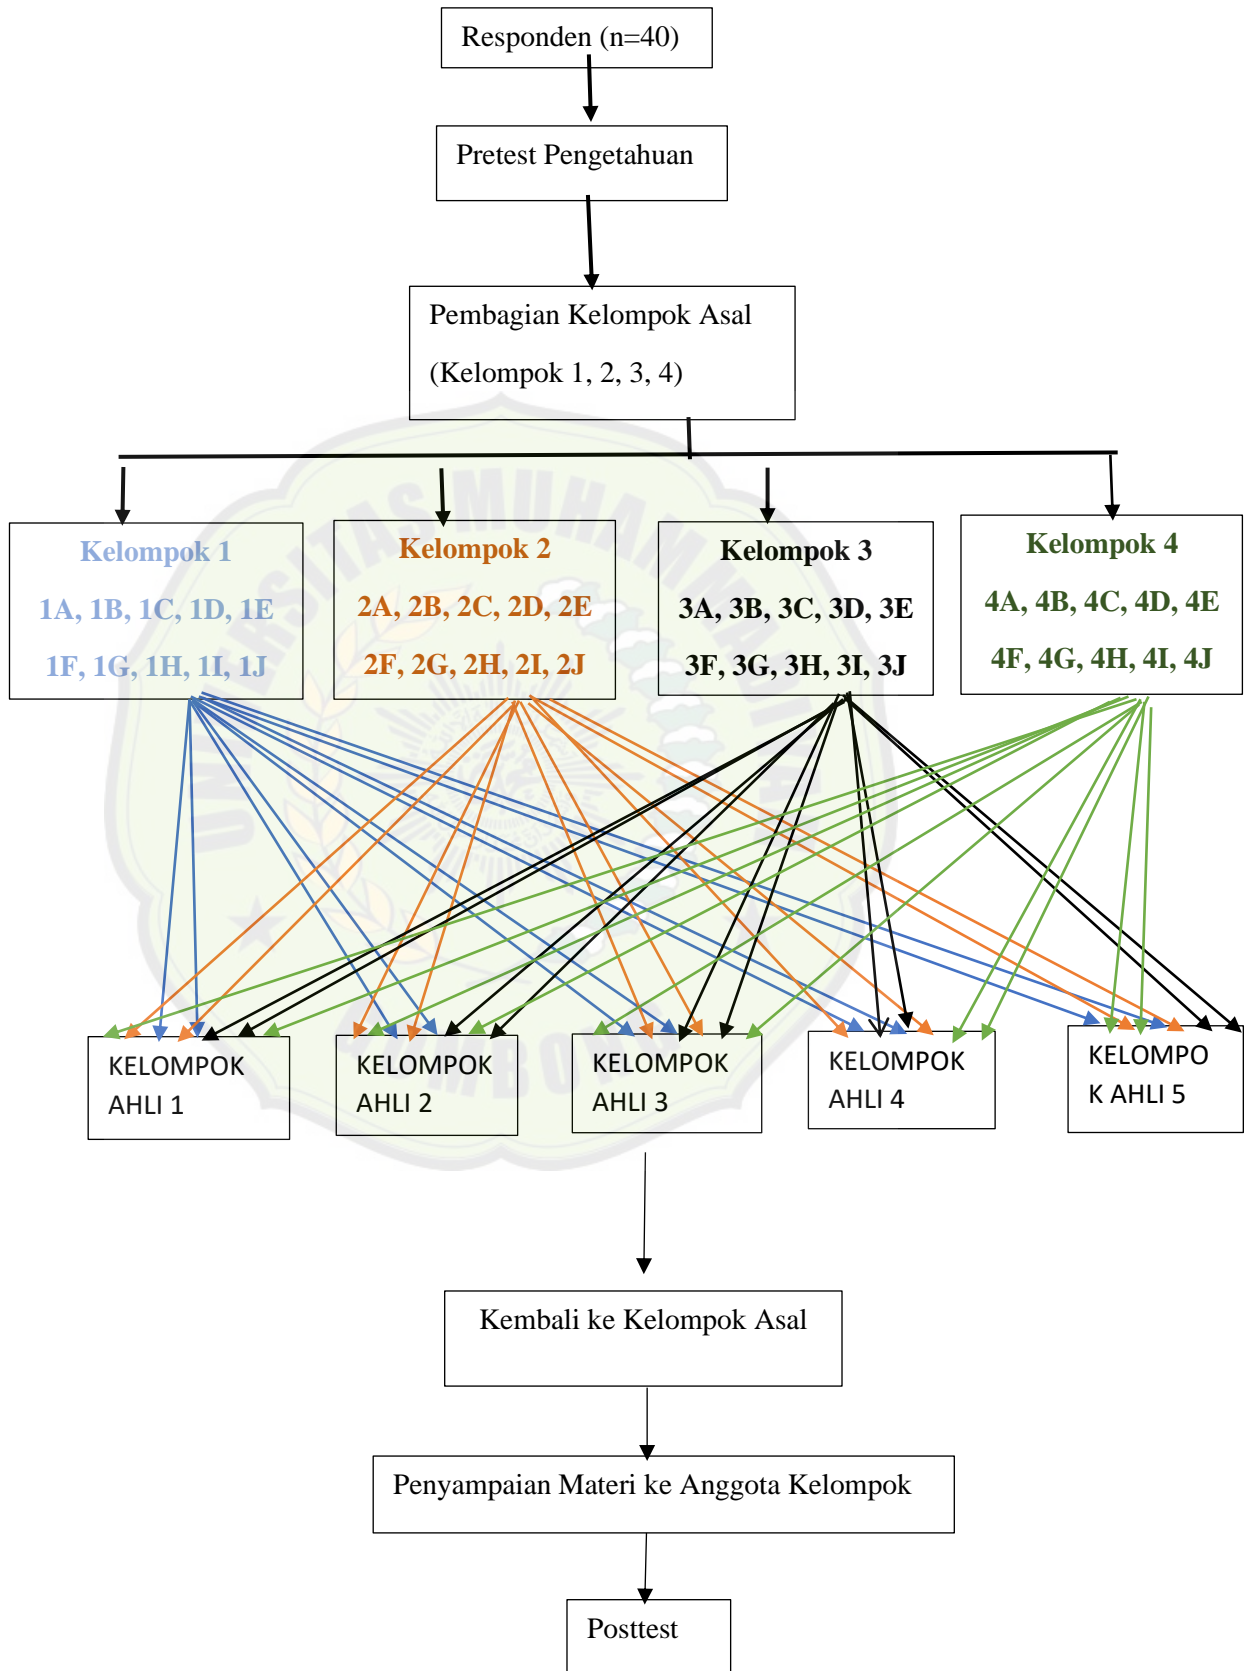 Responden (n=40)
Pretest Pengetahuan
Pembagian Kelompok Asal
(Kelompok 1, 2, 3, 4)
Kelompok 1
1A, 1B, 1C, 1D, 1E
1F, 1G, 1H, 1I, 1J
Kelompok 2
2A, 2B, 2C, 2D, 2E
2F, 2G, 2H, 2I, 2J
Kelompok 3
3A, 3B, 3C, 3D, 3E
3F, 3G, 3H, 3I, 3J
Kelompok 4
4A, 4B, 4C, 4D, 4E
4F, 4G, 4H, 4I, 4J
UNIVERSITAS MUHAMMADIYAH
GOMBONG
KELOMPOK
AHLI 1
KELOMPOK
AHLI 2
KELOMPOK
AHLI 3
KELOMPOK
AHLI 4
KELOMPO
K AHLI 5
Kembali ke Kelompok Asal
Penyampaian Materi ke Anggota Kelompok
Posttest